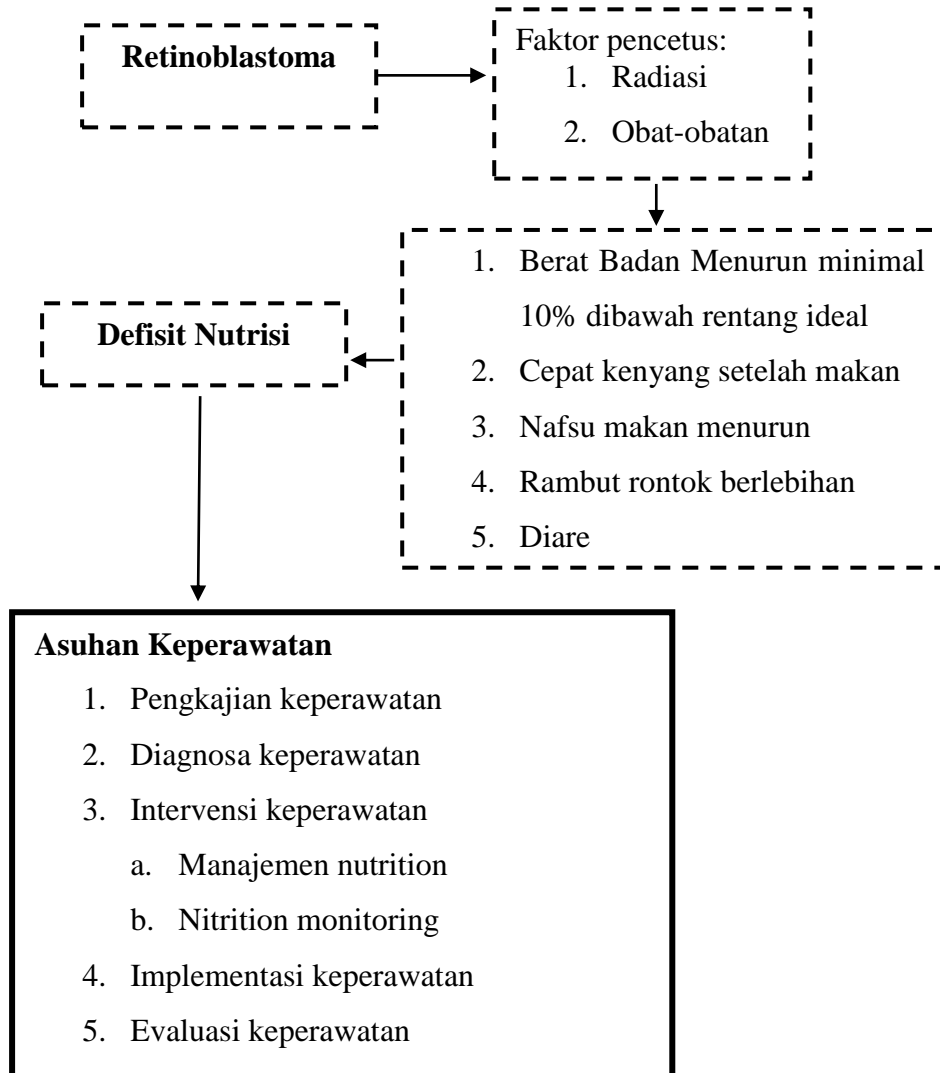 Retinoblastoma
Faktor pencetus:
1. Radiasi
2. Obat-obatan
1. Berat Badan Menurun minimal
10% dibawah rentang ideal
2. Cepat kenyang setelah makan
3. Nafsu makan menurun
4. Rambut rontok berlebihan
5. Diare
Defisit Nutrisi
Asuhan Keperawatan
1. Pengkajian keperawatan
2. Diagnosa keperawatan
3. Intervensi keperawatan
a. Manajemen nutrition
b. Nitrition monitoring
4. Implementasi keperawatan
5. Evaluasi keperawatan